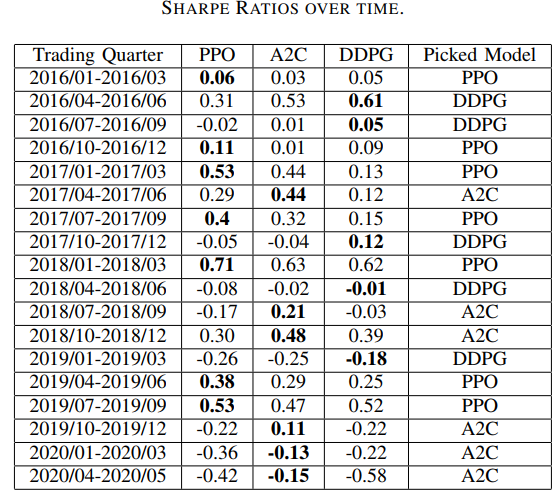 SHARPE RATIOS OVER TIME.
Trading Quarter PPO A2C DDPG Picked Model
2016/01-2016/03 0.06 0.03 0.05 PPO
2016/04-2016/06 0.31 0.53 0.61 DDPG
2016/07-2016/09 -0.02 0.01 0.05 DDPG
2016/10-2016/12 0.11 0.01 0.09 PPO
2017/01-2017/03 0.53 0.44 0.13 PPO
2017/04-2017/06 0.29 0.44 0.12 A2C
2017/07-2017/09 0.4 0.32 0.15 PPO
2017/10-2017/12 -0.05 -0.04 0.12 DDPG
2018/01-2018/03 0.71 0.63 0.62 PPO
2018/04-2018/06 -0.08 -0.02 -0.01 DDPG
2018/07-2018/09 -0.17 0.21 -0.03 A2C
2018/10-2018/12 0.30 0.48 0.39 A2C
2019/01-2019/03 -0.26 -0.25 -0.18 DDPG
2019/04-2019/06 0.38 0.29 0.25 PPO
2019/07-2019/09 0.53 0.47 0.52 PPO
2019/10-2019/12 -0.22 0.11 -0.22 A2C
2020/01-2020/03 -0.36 -0.13 -0.22 A2C
2020/04-2020/05 -0.42 -0.15 -0.58 A2C